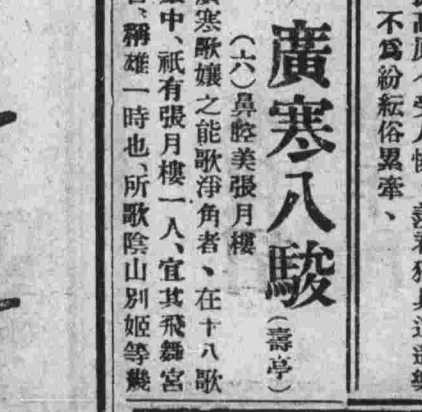 不爲紛紜俗累牽、
廣寒八駿（壽亭）
（六）鼻腔美張月樓
廣寒歌孃之能歌淨角者、在十八歌
中、祇有張月樓一人、宜其飛舞宮
、稱雄一時也、所歌陰山別姬等幾